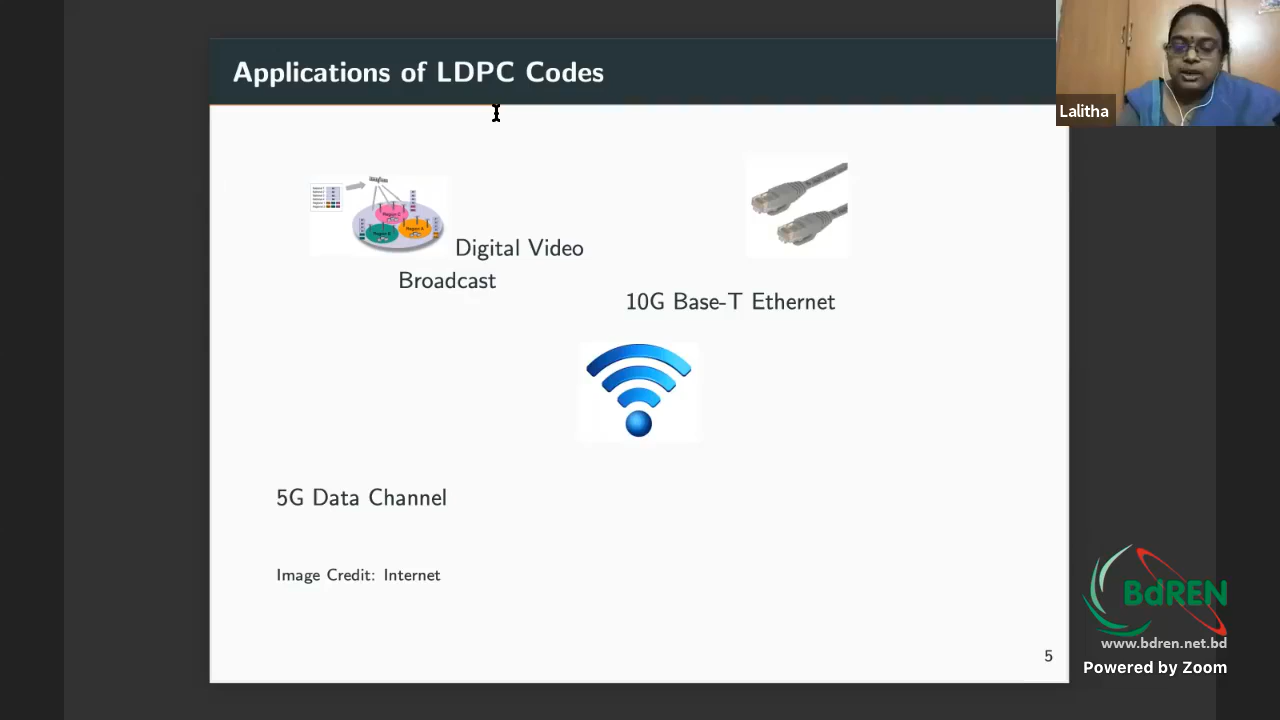 Applications of LDPC Codes
Lalitha
Digital Video
Broadcast
10G Base-T Ethernet
5G Data Channel
Image Credit: Internet
5
BdREN
www.bdren.net.bd
Powered by Zoom